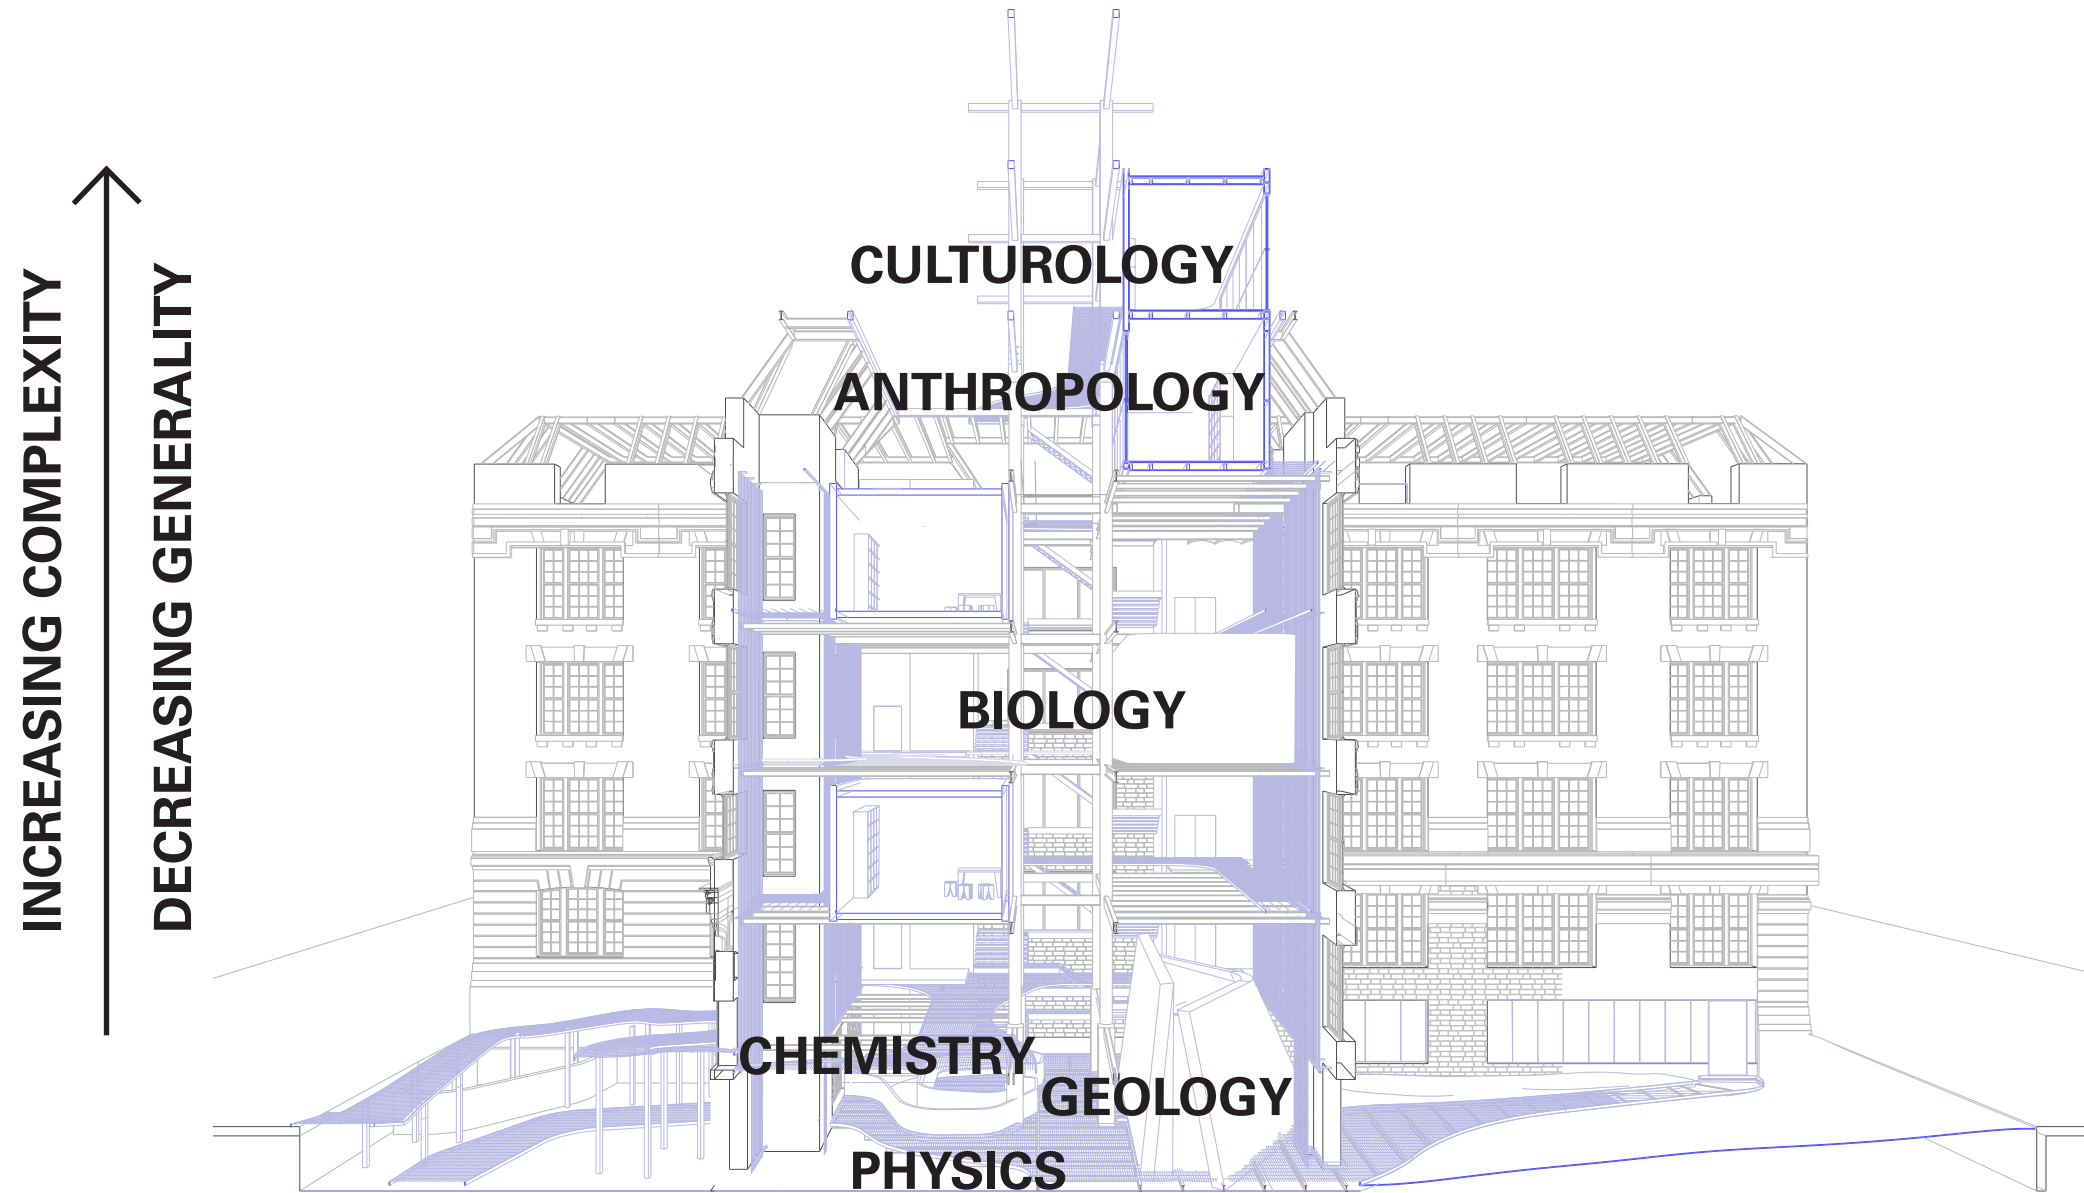 INCREASING COMPLEXITY
DECREASING GENERALITY
CULTUROLOGY
ANTHROPOLOGY
BIOLOGY
CHEMISTRY
GEOLOGY
PHYSICS